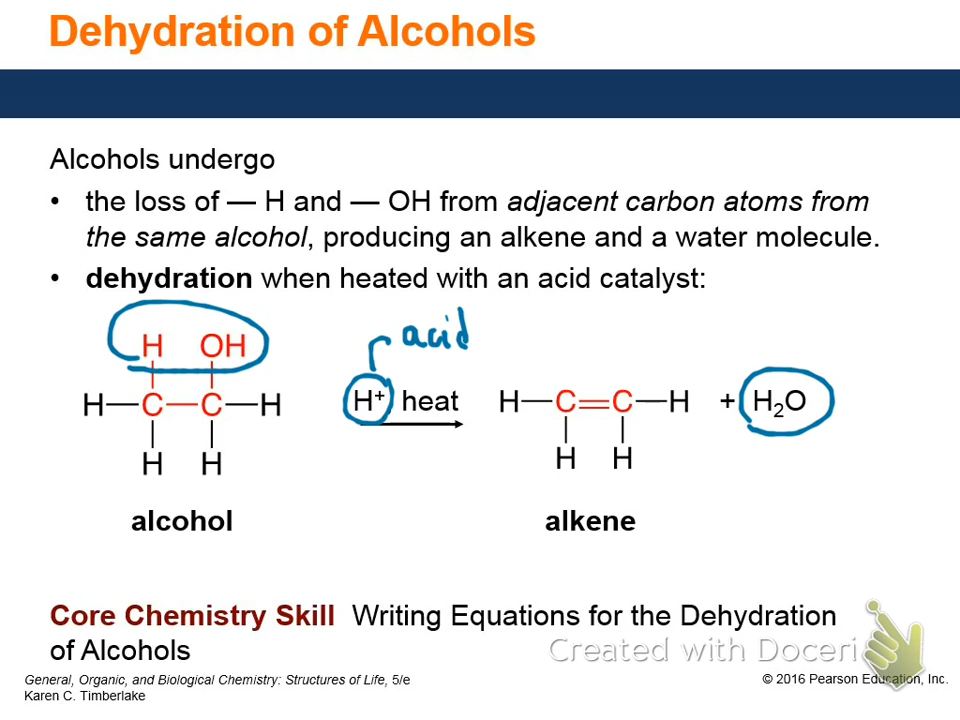 Dehydration of Alcohols
Alcohols undergo
• the loss of — H and — OH from adjacent carbon atoms from
the same alcohol, producing an alkene and a water molecule.
• dehydration when heated with an acid catalyst:
acid
H OH
H—C—C—H H⁺, heat H—C=C—H + H₂O
H H H H
alcohol alkene
Core Chemistry Skill Writing Equations for the Dehydration
of Alcohols
Created with Doceri
General, Organic, and Biological Chemistry: Structures of Life, 5/e
Karen C. Timberlake
© 2016 Pearson Education, Inc.